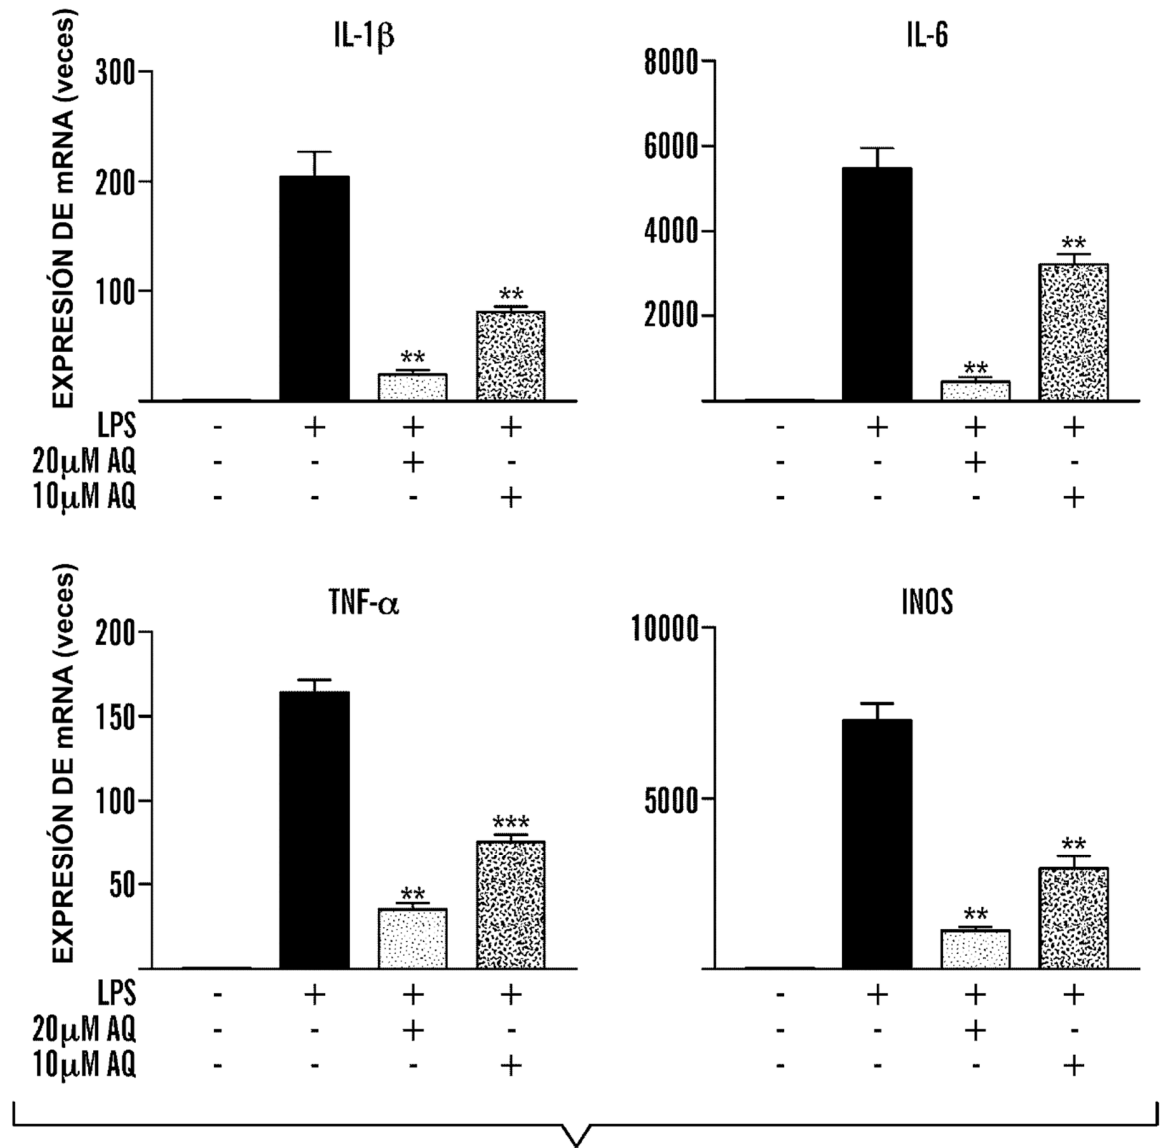 IL-1β
EXPRESIÓN DE mRNA (veces)
300
200
100
**
**
LPS - + + +
20μM AQ - - + -
10μM AQ - - - +
IL-6
8000
6000
4000
2000
**
**
- + + +
- - + -
- - - +
TNF-α
EXPRESIÓN DE mRNA (veces)
200
150
100
50
**
***
LPS - + + +
20μM AQ - - + -
10μM AQ - - - +
INOS
10000
5000
**
**
- + + +
- - + -
- - - +